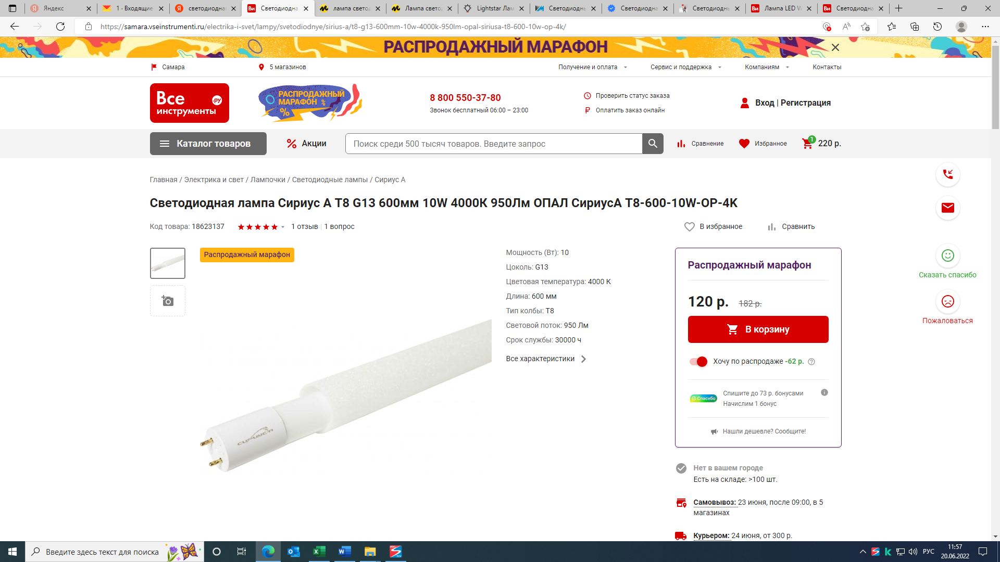 Яндекс
1 · Входящие
светодиодна
Светодиодна
лампа светод
Лампа свето
Lightstar Лам
Светодиодны
Светодиодна
Светодиодны
Лампа LED W
Светодиодна
https://samara.vseinstrumenti.ru/electrika-i-svet/lampy/svetodiodnye/sirius-a/t8-g13-600mm-10w-4000k-950lm-opal-siriusa-t8-600-10w-op-4k/
РАСПРОДАЖНЫЙ МАРАФОН
Самара
5 магазинов
Получение и оплата
Сервис и поддержка
Компаниям
Контакты
Все
.ру
инструменты
РАСПРОДАЖНЫЙ
МАРАФОН %
%
8 800 550-37-80
Звонок бесплатный 06:00 – 23:00
Проверить статус заказа
Оплатить заказ онлайн
Вход | Регистрация
Каталог товаров
Акции
Поиск среди 500 тысяч товаров. Введите запрос
Сравнение
Избранное
1
220 р.
Главная / Электрика и свет / Лампочки / Светодиодные лампы / Сириус А
Светодиодная лампа Сириус А T8 G13 600мм 10W 4000К 950Лм ОПАЛ СириусА T8-600-10W-OP-4K
Код товара: 18623137
1 отзыв | 1 вопрос
В избранное
Сравнить
Распродажный марафон
Мощность (Вт): 10
Цоколь: G13
Цветовая температура: 4000 К
Длина: 600 мм
Тип колбы: T8
Световой поток: 950 Лм
Срок службы: 30000 ч
Все характеристики
СИРИУС А
Распродажный марафон
120 р. 182 р.
В корзину
Хочу по распродаже -62 р.
Спасибо
Спишите до 73 р. бонусами
Начислим 1 бонус
Нашли дешевле? Сообщите!
Нет в вашем городе
Есть на складе: >100 шт.
Самовывоз: 23 июня, после 09:00, в 5
магазинах
Курьером: 24 июня, от 300 р.
Сказать спасибо
Пожаловаться
Введите здесь текст для поиска
РУС
11:57
20.06.2022